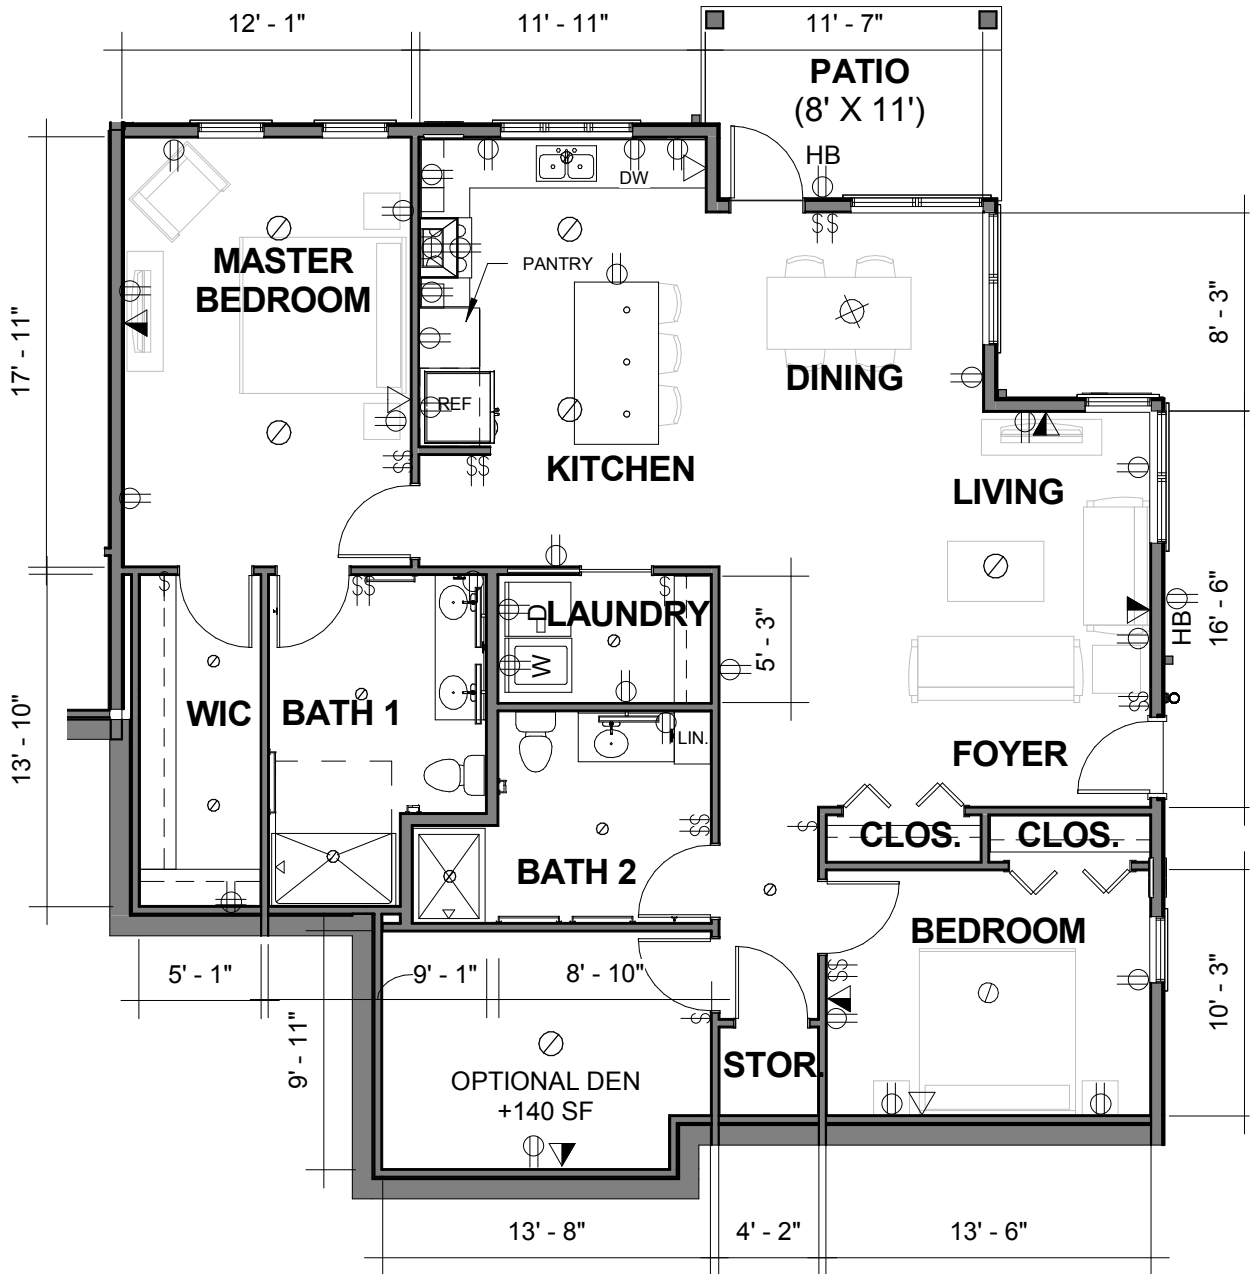 12' - 1"
11' - 11"
11' - 7"
PATIO
(8' X 11')
HB
DW
MASTER
BEDROOM
PANTRY
17' - 11"
8' - 3"
DINING
REF
KITCHEN
LIVING
LAUNDRY
D
W
5' - 3"
HB
16' - 6"
WIC
BATH 1
LIN.
FOYER
13' - 10"
CLOS.
CLOS.
BATH 2
BEDROOM
5' - 1"
9' - 1"
8' - 10"
10' - 3"
9' - 11"
STOR.
OPTIONAL DEN
+140 SF
13' - 8"
4' - 2"
13' - 6"